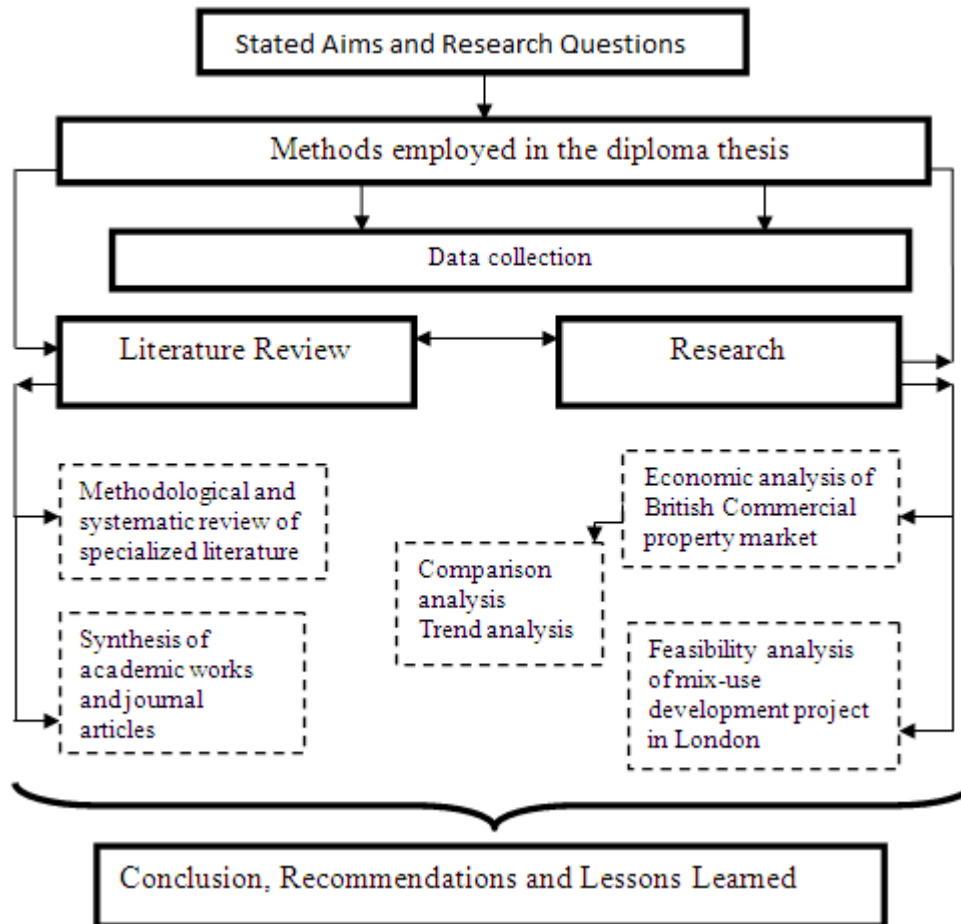 Stated Aims and Research Questions
Methods employed in the diploma thesis
Data collection
Literature Review
Research
Methodological and
systematic review of
specialized literature
Economic analysis of
British Commercial
property market
Comparison
analysis
Trend analysis
Synthesis of
academic works
and journal
articles
Feasibility analysis
of mix-use
development project
in London
Conclusion, Recommendations and Lessons Learned